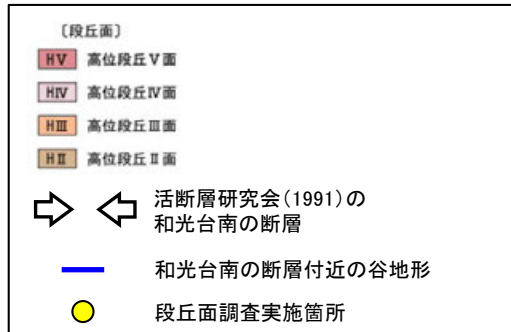 〔段丘面〕
HⅤ 高位段丘Ⅴ面
HⅣ 高位段丘Ⅳ面
HⅢ 高位段丘Ⅲ面
HⅡ 高位段丘Ⅱ面
活断層研究会(1991)の
和光台南の断層
和光台南の断層付近の谷地形
段丘面調査実施箇所